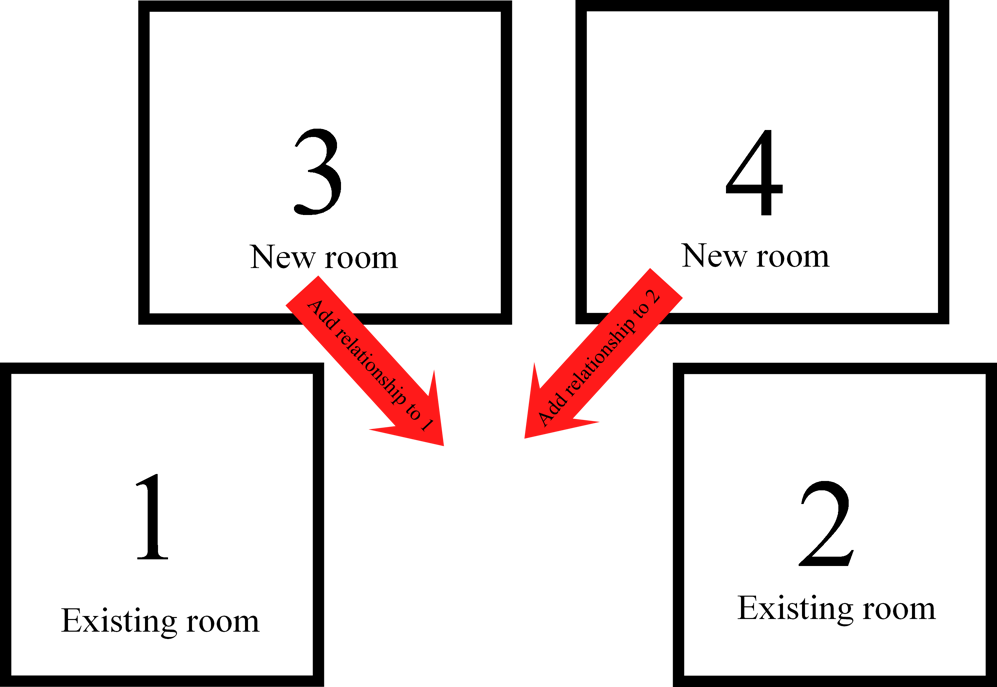 3
New room
4
New room
Add relationship to 1
Add relationship to 2
1
Existing room
2
Existing room